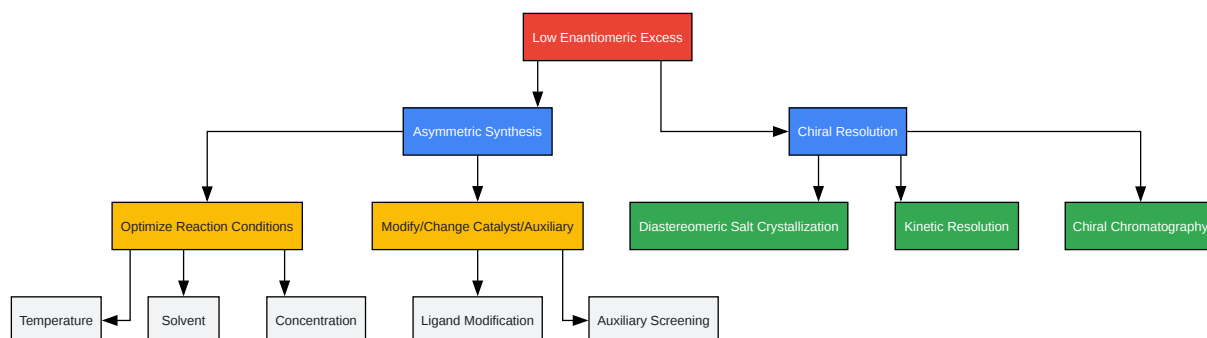 Low Enantiomeric Excess
Asymmetric Synthesis
Chiral Resolution
Optimize Reaction Conditions
Modify/Change Catalyst/Auxiliary
Diastereomeric Salt Crystallization
Kinetic Resolution
Chiral Chromatography
Temperature
Solvent
Concentration
Ligand Modification
Auxiliary Screening